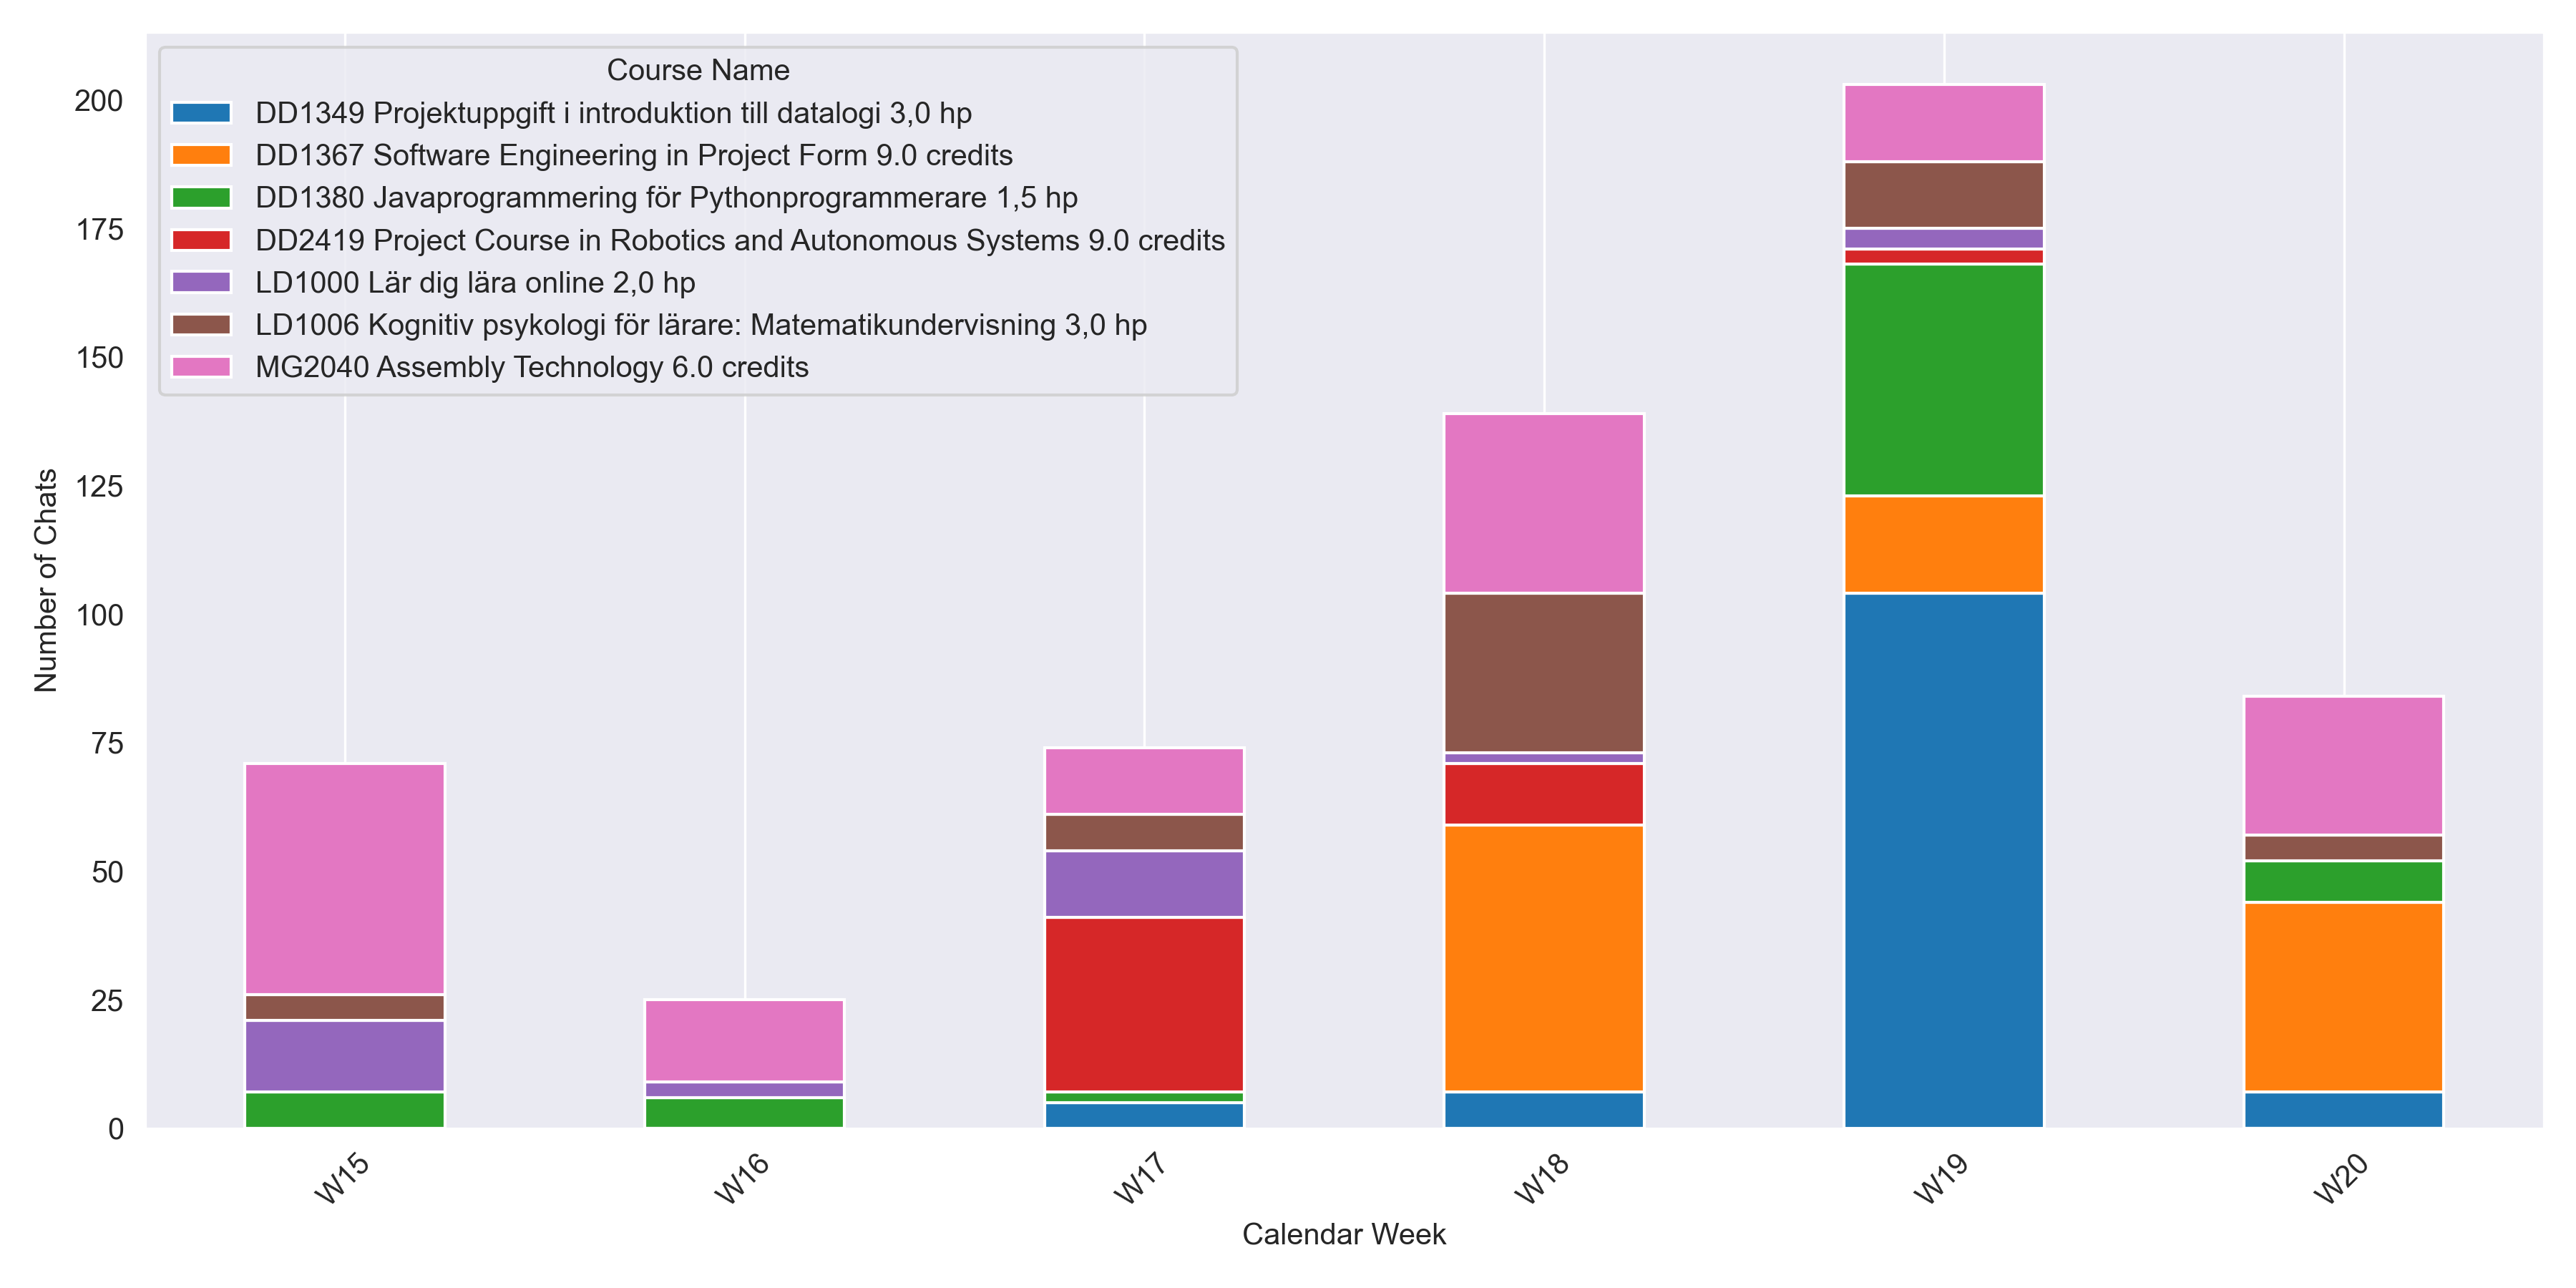 Course Name
DD1349 Projektuppgift i introduktion till datalogi 3,0 hp
DD1367 Software Engineering in Project Form 9.0 credits
DD1380 Javaprogrammering för Pythonprogrammerare 1,5 hp
DD2419 Project Course in Robotics and Autonomous Systems 9.0 credits
LD1000 Lär dig lära online 2,0 hp
LD1006 Kognitiv psykologi för lärare: Matematikundervisning 3,0 hp
MG2040 Assembly Technology 6.0 credits
Number of Chats
200
175
150
125
100
75
50
25
0
W15
W16
W17
W18
W19
W20
Calendar Week